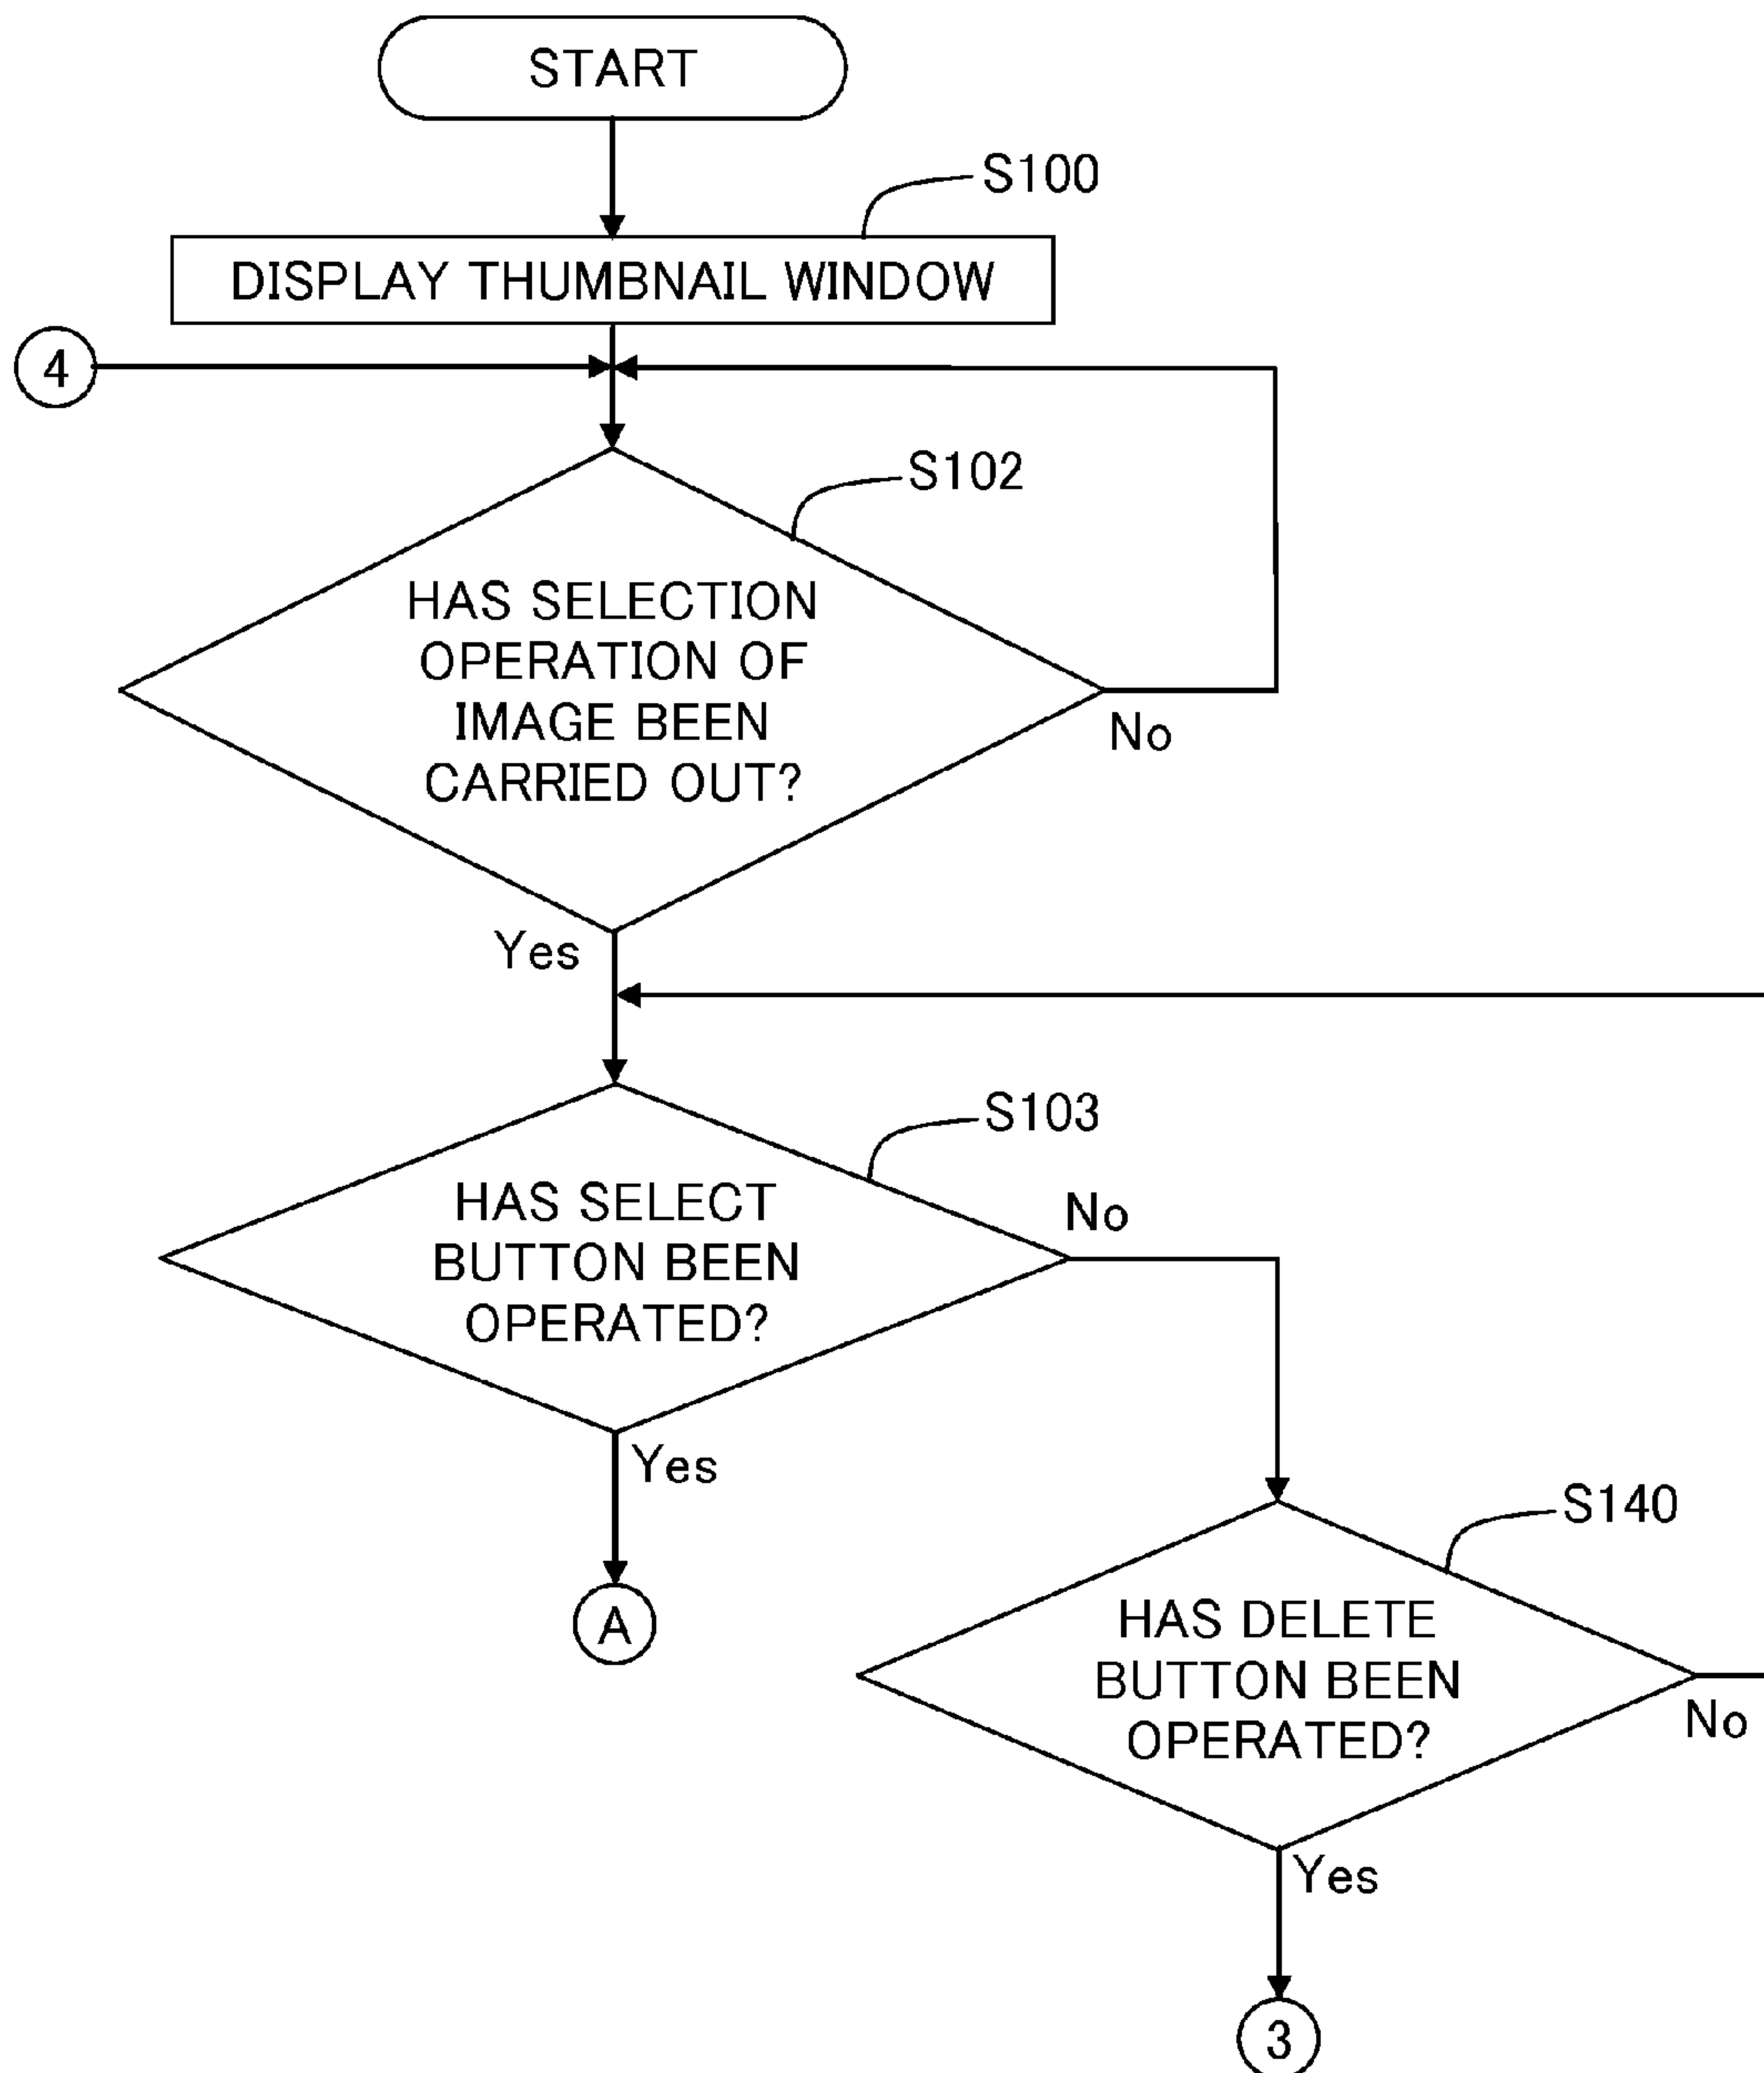 START
S100
DISPLAY THUMBNAIL WINDOW
4
S102
HAS SELECTION
OPERATION OF
IMAGE BEEN
CARRIED OUT?
No
Yes
S103
HAS SELECT
BUTTON BEEN
OPERATED?
No
Yes
A
S140
HAS DELETE
BUTTON BEEN
OPERATED?
No
Yes
3